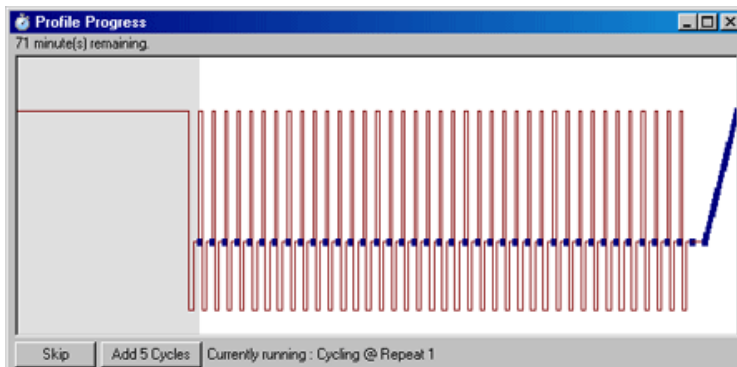 Profile Progress
71 minute(s) remaining.
Skip Add 5 Cycles Currently running : Cycling @ Repeat 1